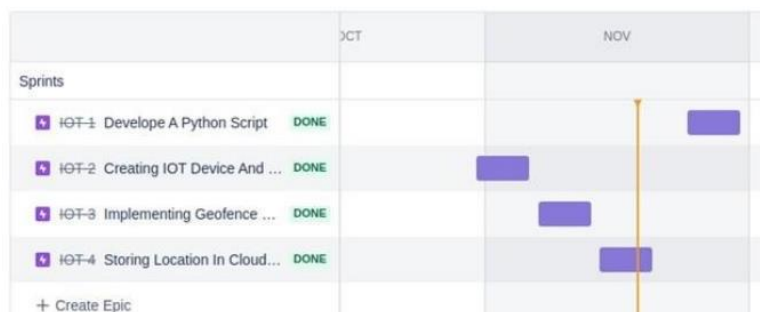 OCT NOV
Sprints
IOT-1 Develope A Python Script DONE
IOT-2 Creating IOT Device And ... DONE
IOT-3 Implementing Geofence ... DONE
IOT-4 Storing Location In Cloud... DONE
+ Create Epic